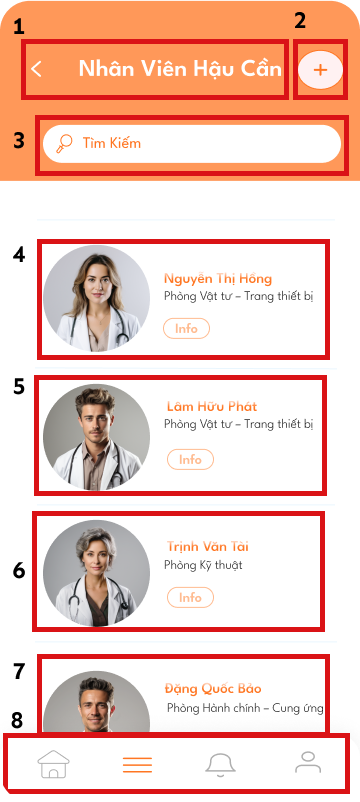 1
2
Nhân Viên Hậu Cần
+
3
Tìm Kiếm
4
Nguyễn Thị Hồng
Phòng Vật tư – Trang thiết bị
Info
5
Lâm Hữu Phát
Phòng Vật tư – Trang thiết bị
Info
6
Trịnh Văn Tài
Phòng Kỹ thuật
Info
7
Đặng Quốc Bảo
Phòng Hành chính – Cung ứng
8